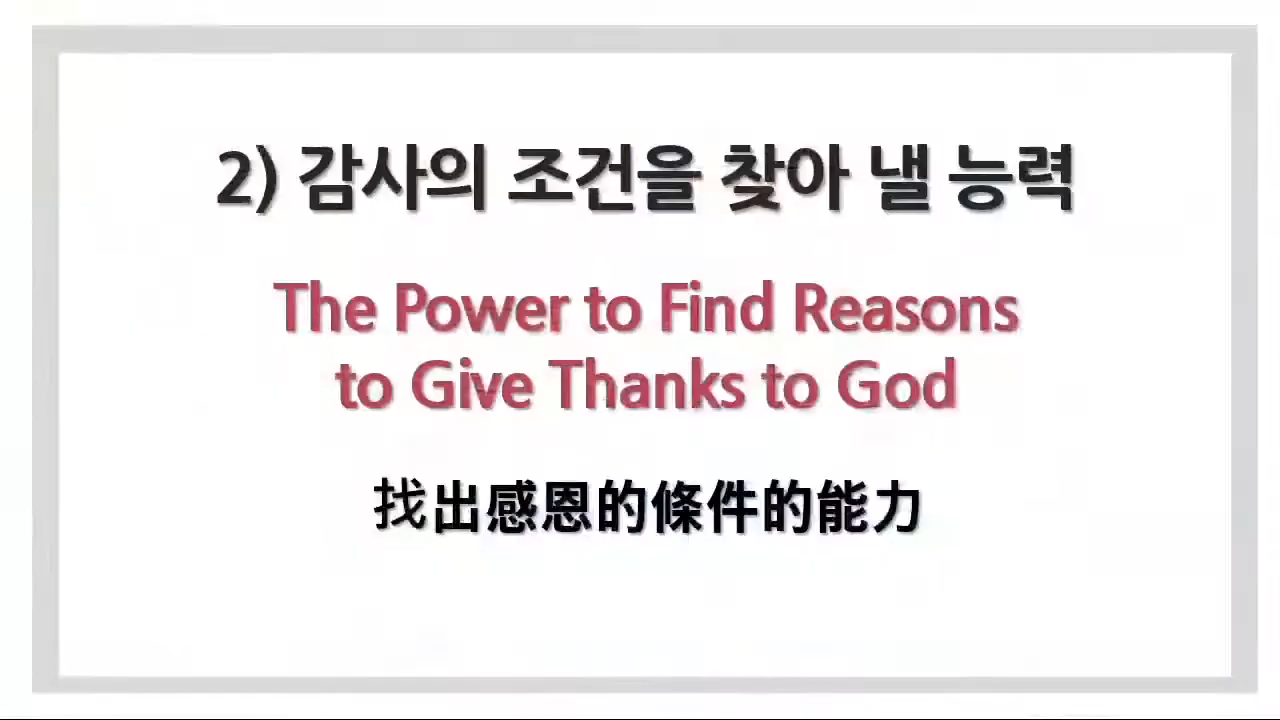 2) 감사의 조건을 찾아 낼 능력
The Power to Find Reasons
to Give Thanks to God
找出感恩的條件的能力